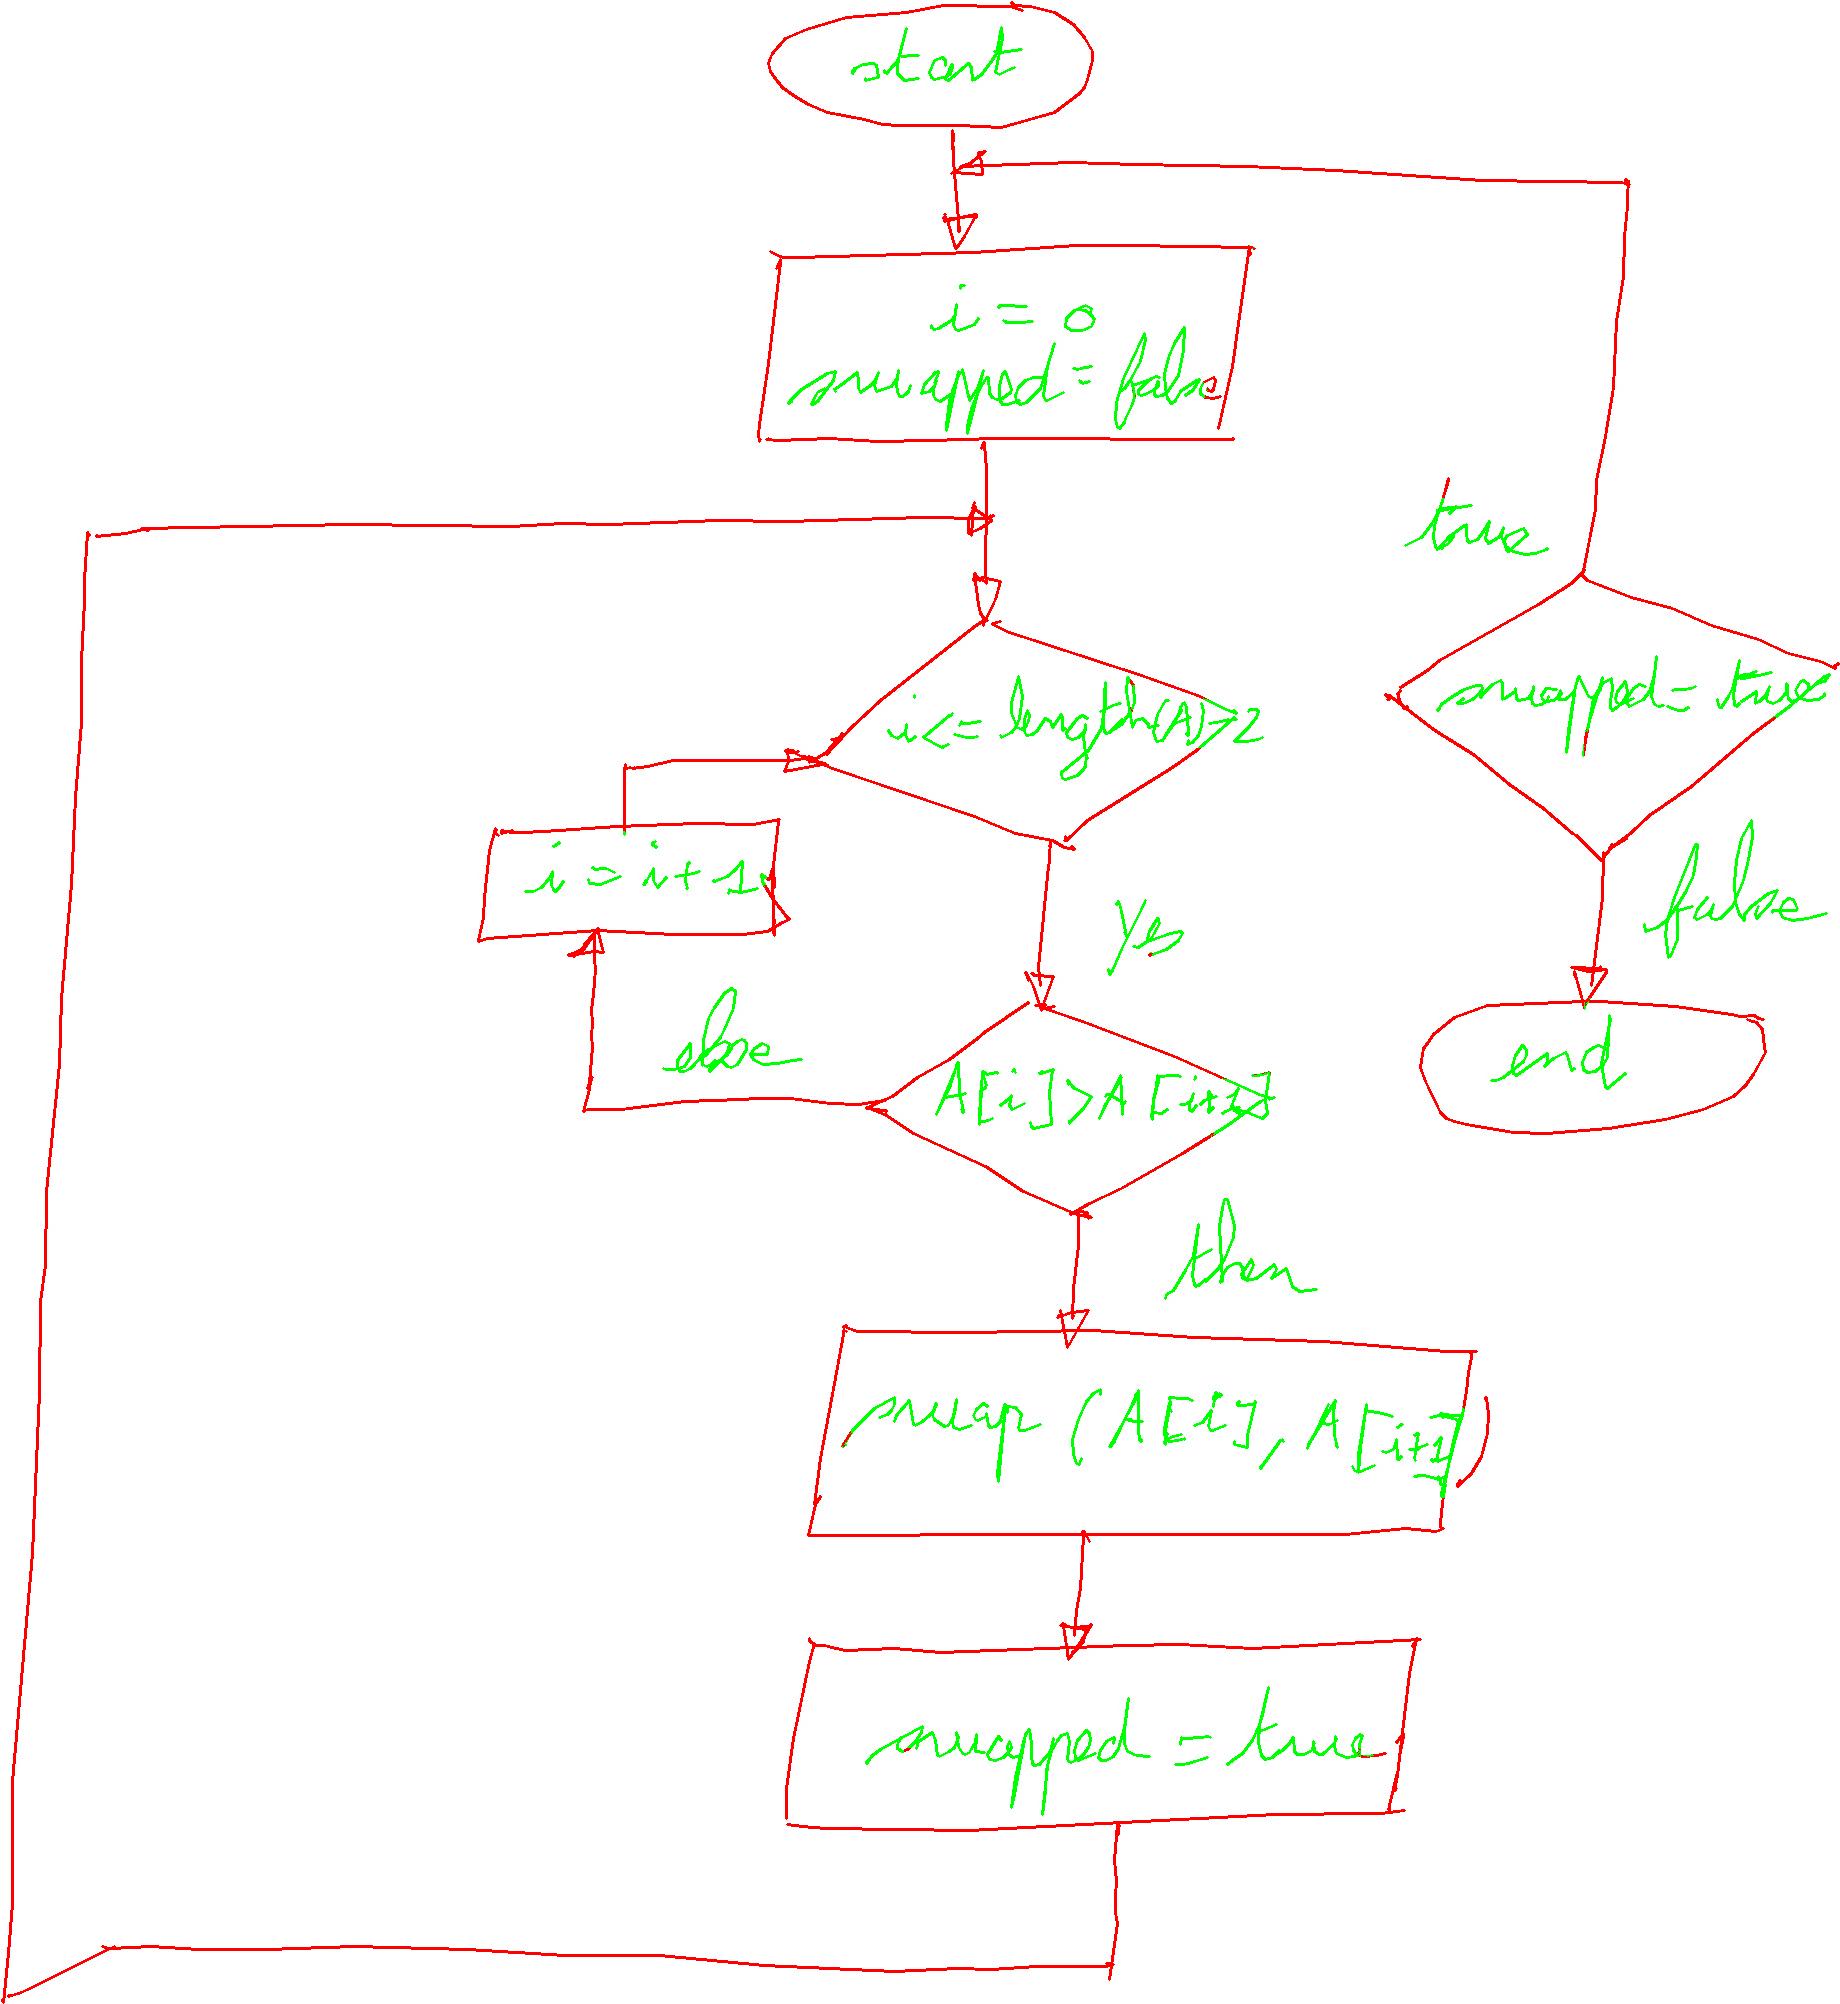 start
i = 0
swapped = false
true
i <= length(A)-2
swapped = true
i = i + 1
yes
false
else
A[i] > A[i+1]
end
then
swap (A[i], A[i+1])
swapped = true